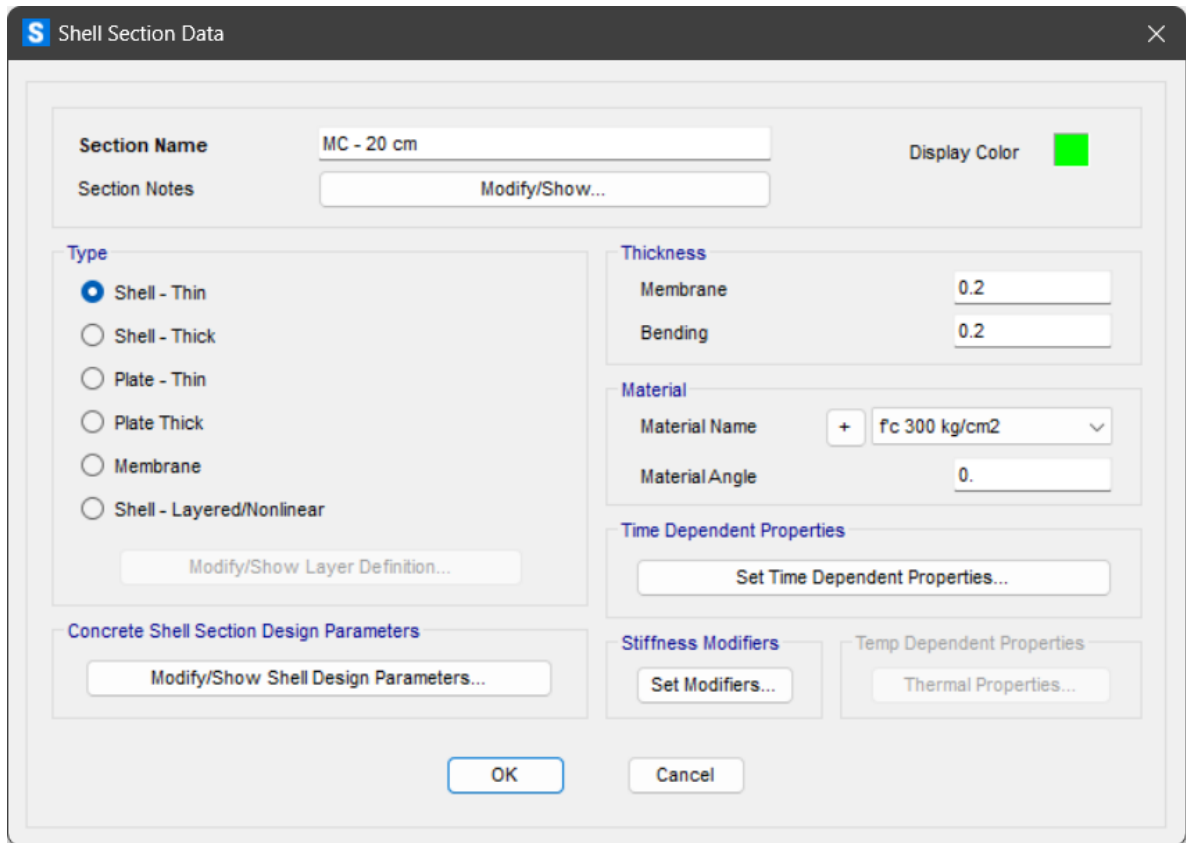 S Shell Section Data
Section Name MC - 20 cm Display Color
Section Notes Modify/Show...
Type
Shell - Thin
Shell - Thick
Plate - Thin
Plate Thick
Membrane
Shell - Layered/Nonlinear
Modify/Show Layer Definition...
Concrete Shell Section Design Parameters
Modify/Show Shell Design Parameters...
Thickness
Membrane 0.2
Bending 0.2
Material
Material Name + f'c 300 kg/cm2
Material Angle 0.
Time Dependent Properties
Set Time Dependent Properties...
Stiffness Modifiers
Set Modifiers...
Temp Dependent Properties
Thermal Properties...
OK Cancel